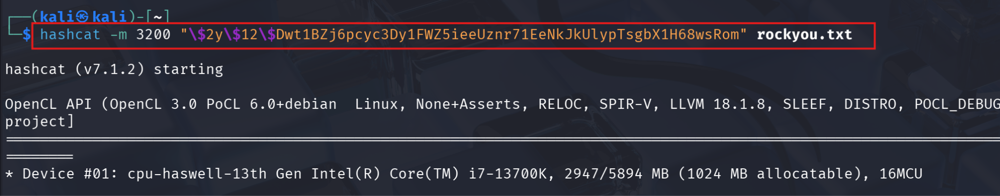 ┌──(kali㉿kali)-[~]
└─$ hashcat -m 3200 "\$2y\$12\$Dwt1BZj6pcyc3Dy1FWZ5ieeUznr71EeNkJkUlypTsgbX1H68wsRom" rockyou.txt
hashcat (v7.1.2) starting
OpenCL API (OpenCL 3.0 PoCL 6.0+debian  Linux, None+Asserts, RELOC, SPIR-V, LLVM 18.1.8, SLEEF, DISTRO, POCL_DEBUG
project]
* Device #01: cpu-haswell-13th Gen Intel(R) Core(TM) i7-13700K, 2947/5894 MB (1024 MB allocatable), 16MCU